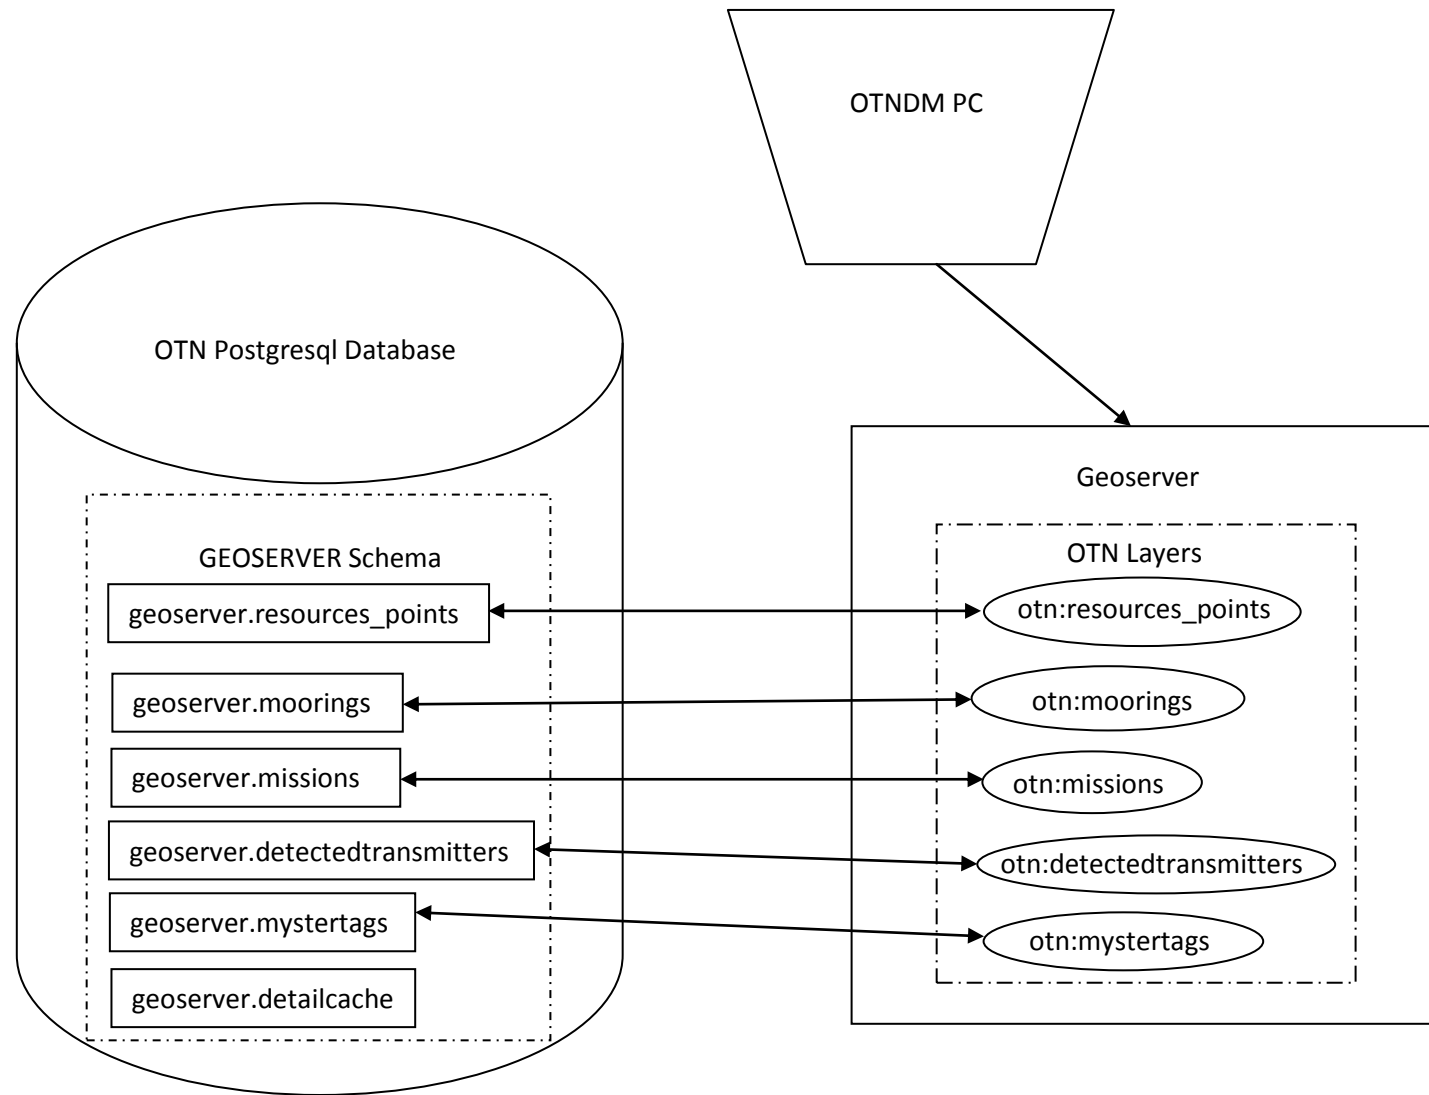 OTNDM PC
OTN Postgresql Database
GEOSERVER Schema
geoserver.resources_points
geoserver.moorings
geoserver.missions
geoserver.detectedtransmitters
geoserver.mystertags
geoserver.detailcache
Geoserver
OTN Layers
otn:resources_points
otn:moorings
otn:missions
otn:detectedtransmitters
otn:mystertags